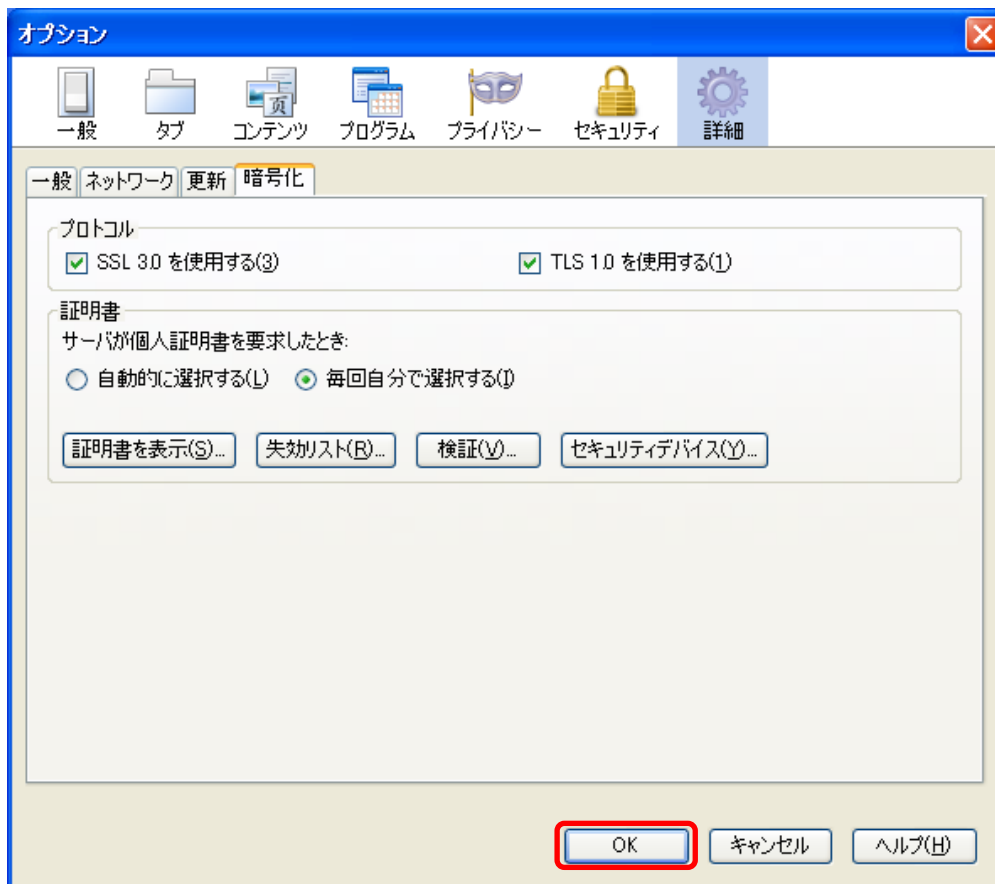 オプション
一般 タブ コンテンツ プログラム プライバシー セキュリティ 詳細
一般 ネットワーク 更新 暗号化
プロトコル
SSL 3.0 を使用する(3) TLS 1.0 を使用する(1)
証明書
サーバが個人証明書を要求したとき:
自動的に選択する(L) 毎回自分で選択する(I)
証明書を表示(S)... 失効リスト(R)... 検証(V)... セキュリティデバイス(Y)...
OK キャンセル ヘルプ(H)